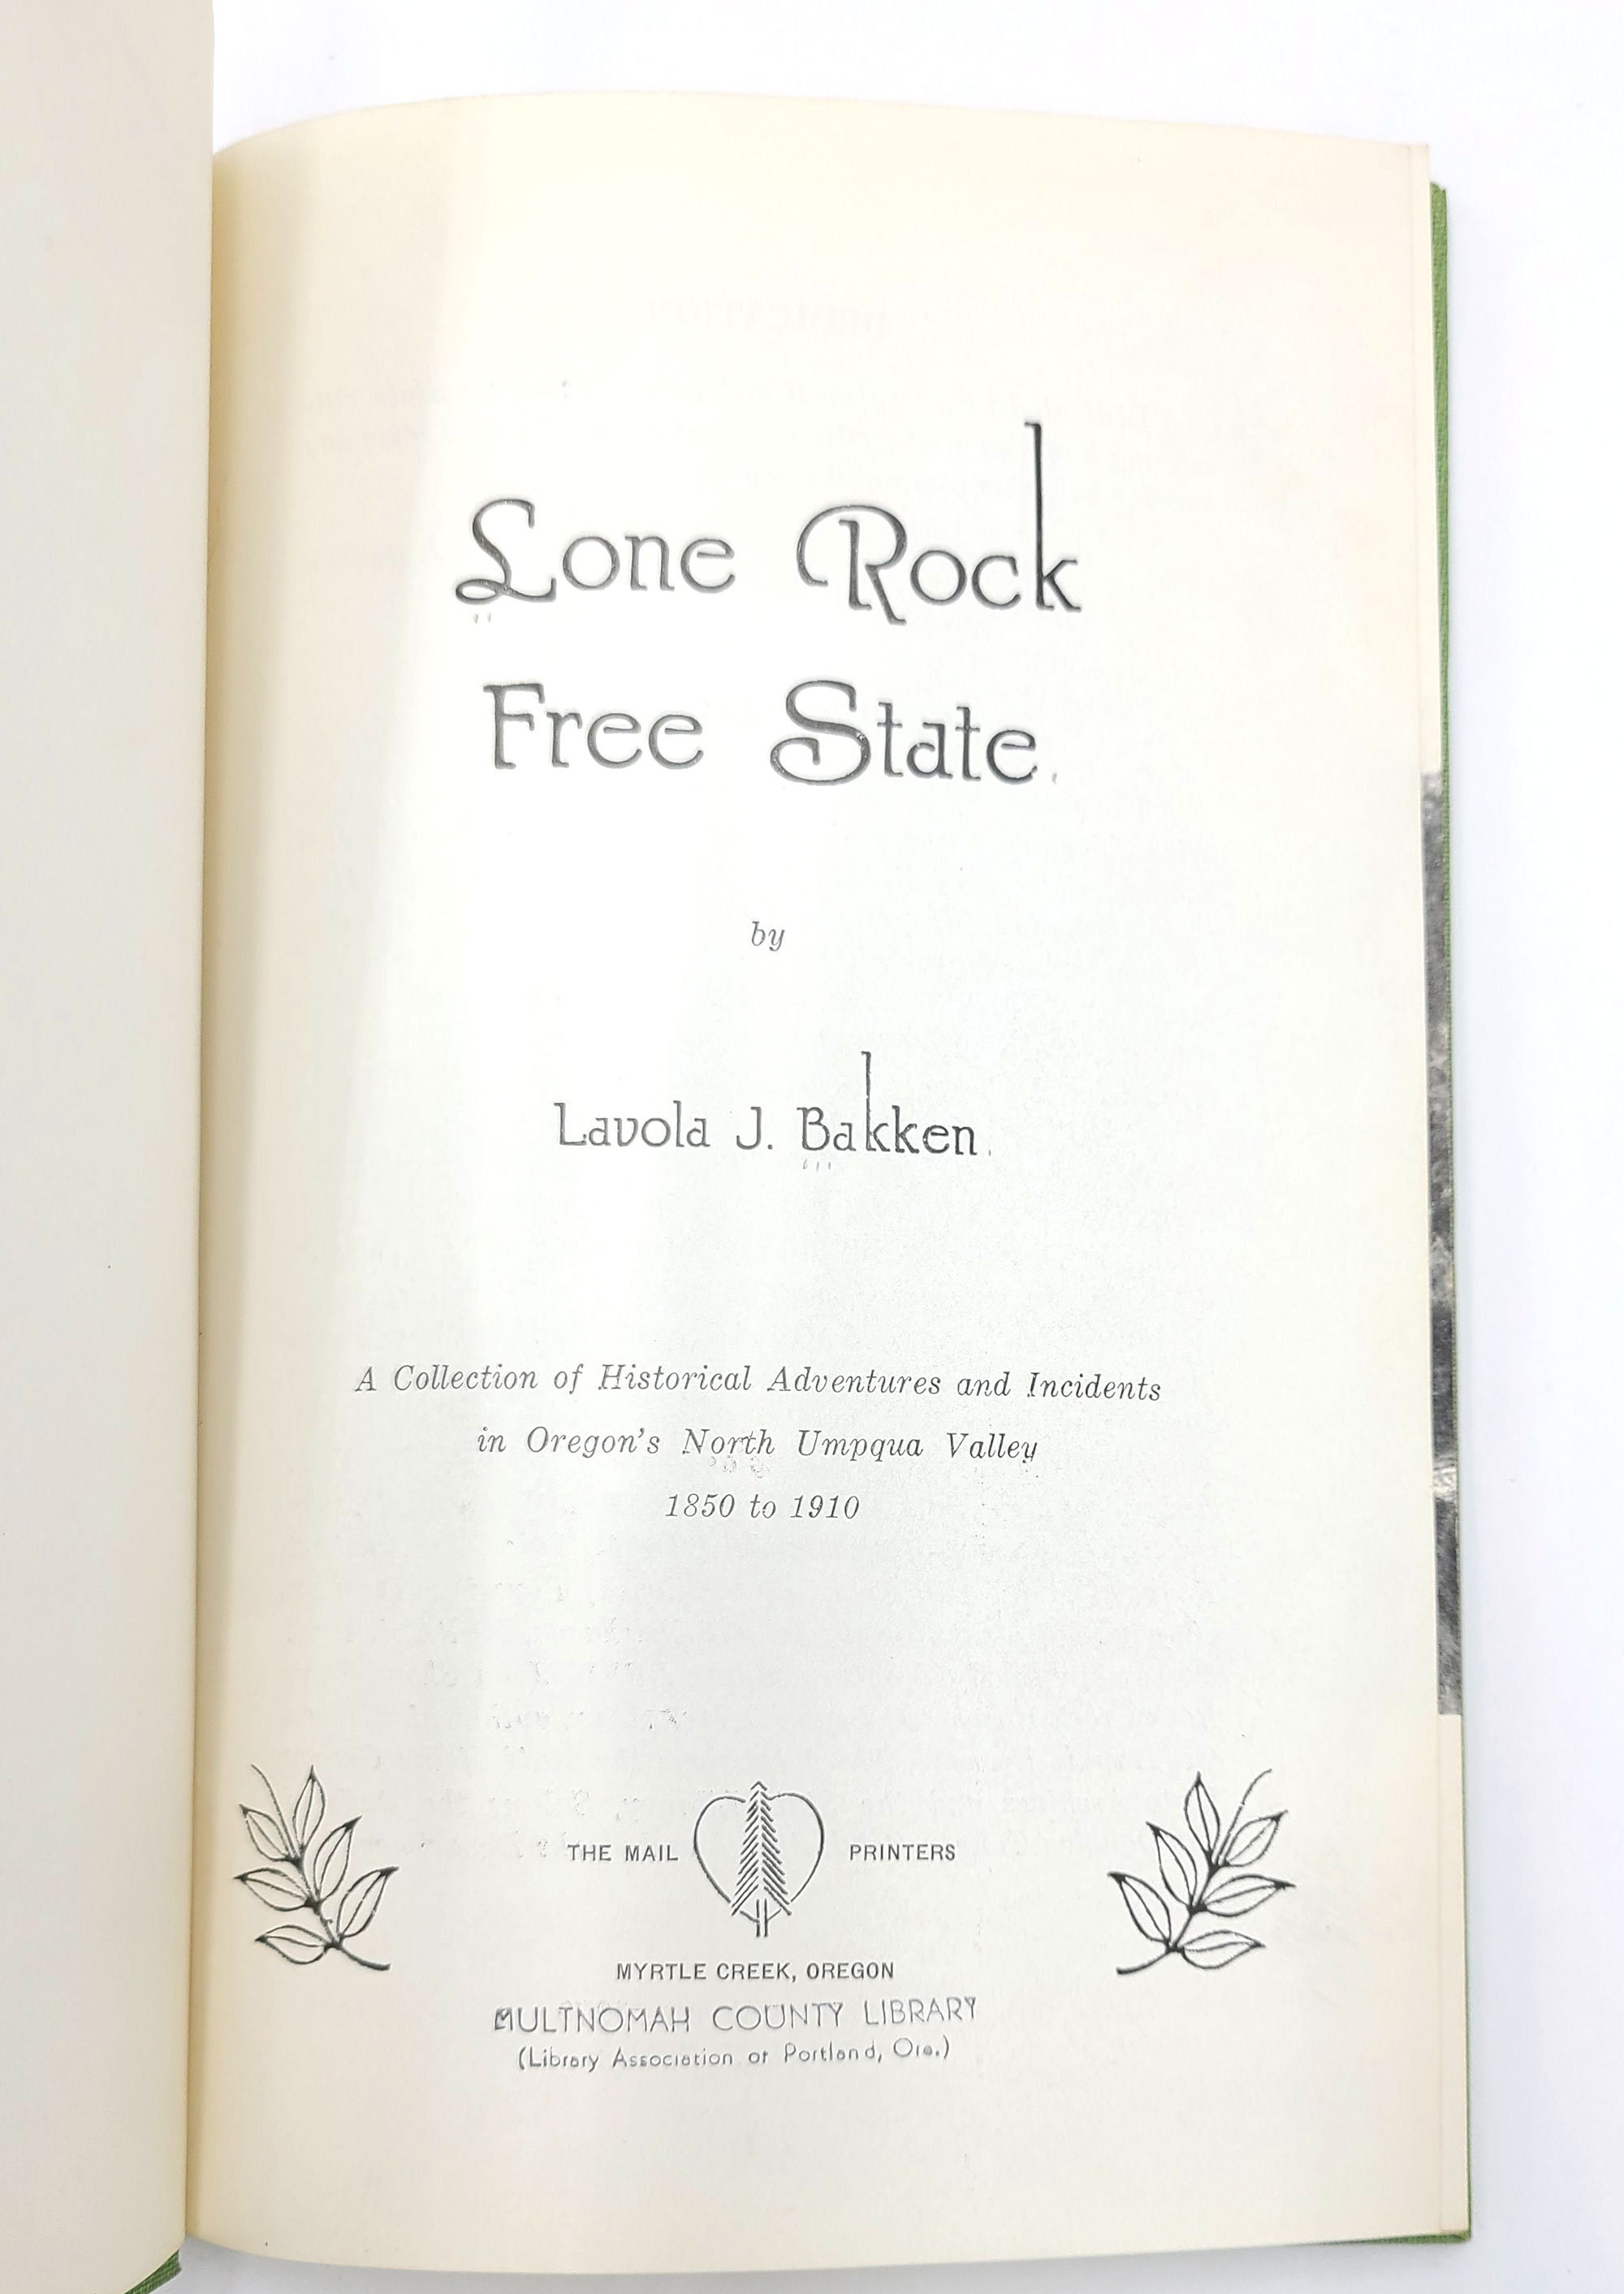 Lone Rock
Free State
by
Lavola J. Bakken
A Collection of Historical Adventures and Incidents
in Oregon's North Umpqua Valley
1850 to 1910
THE MAIL PRINTERS
MYRTLE CREEK, OREGON
MULTNOMAH COUNTY LIBRARY
(Library Association of Portland, Ore.)